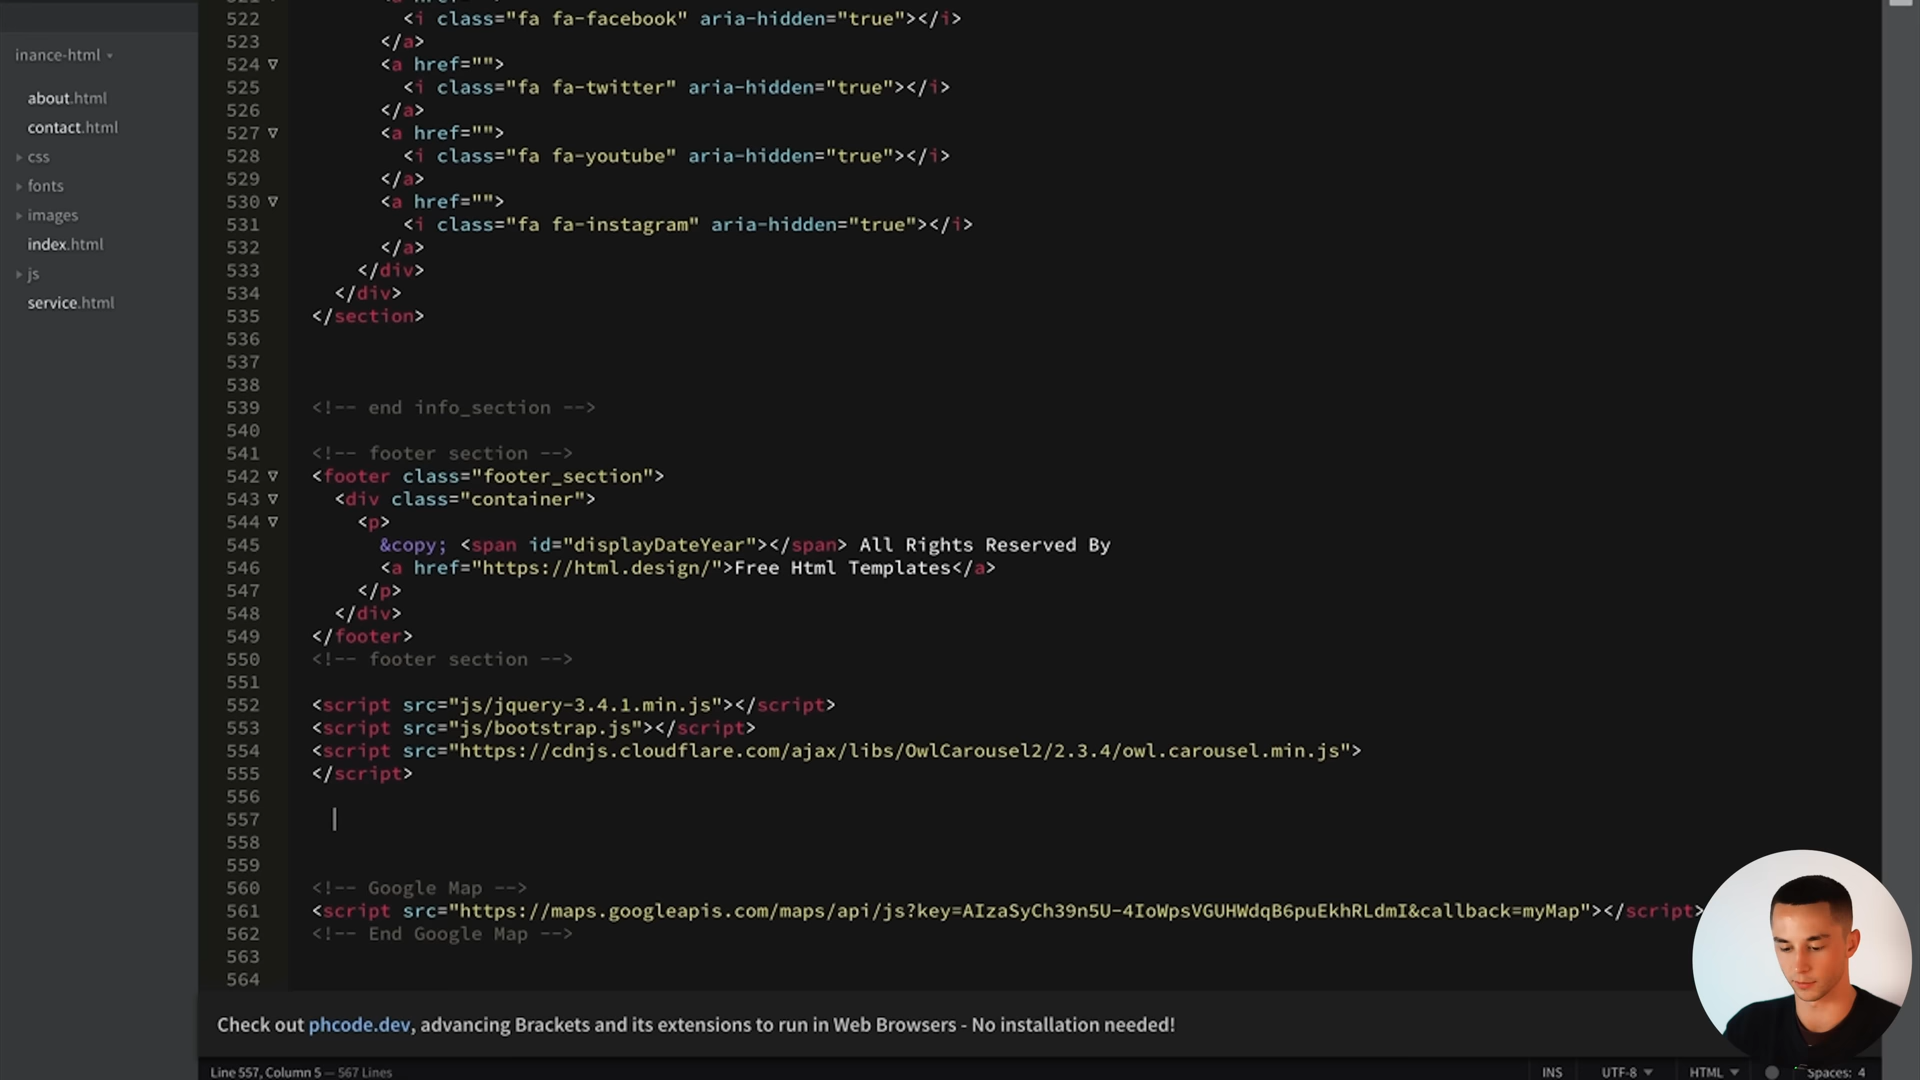 inance-html
about.html
contact.html
css
fonts
images
index.html
js
service.html
522 <i class="fa fa-facebook" aria-hidden="true"></i>
523 </a>
524 <a href="">
525 <i class="fa fa-twitter" aria-hidden="true"></i>
526 </a>
527 <a href="">
528 <i class="fa fa-youtube" aria-hidden="true"></i>
529 </a>
530 <a href="">
531 <i class="fa fa-instagram" aria-hidden="true"></i>
532 </a>
533 </div>
534 </div>
535 </section>
536
537
538
539 <!-- end info_section -->
540
541 <!-- footer section -->
542 <footer class="footer_section">
543 <div class="container">
544 <p>
545 &copy; <span id="displayDateYear"></span> All Rights Reserved By
546 <a href="https://html.design/">Free Html Templates</a>
547 </p>
548 </div>
549 </footer>
550 <!-- footer section -->
551
552 <script src="js/jquery-3.4.1.min.js"></script>
553 <script src="js/bootstrap.js"></script>
554 <script src="https://cdnjs.cloudflare.com/ajax/libs/OwlCarousel2/2.3.4/owl.carousel.min.js">
555 </script>
556
557
558
559
560 <!-- Google Map -->
561 <script src="https://maps.googleapis.com/maps/api/js?key=AIzaSyCh39n5U-4IoWpsVGUHWdqB6puEkhRLdmI&callback=myMap"></script>
562 <!-- End Google Map -->
563
564
Check out phcode.dev, advancing Brackets and its extensions to run in Web Browsers - No installation needed!
Line 557, Column 5 — 567 Lines
INS UTF-8 HTML Spaces: 4